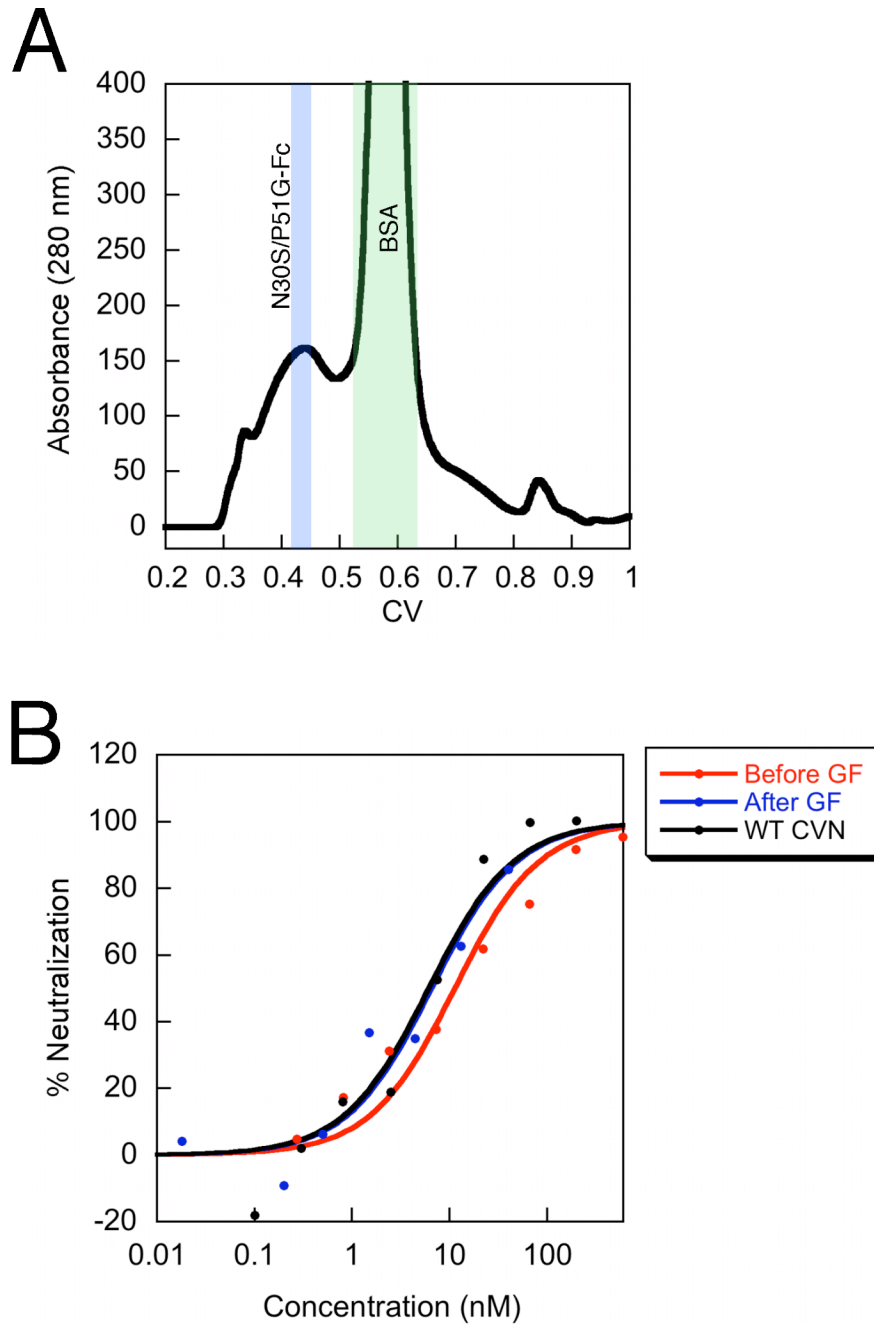 A
400
350
300
250
200
150
100
50
0
Absorbance (280 nm)
N30S/P51G-Fc
BSA
0.2 0.3 0.4 0.5 0.6 0.7 0.8 0.9 1
CV
B
120
100
80
60
40
20
0
-20
% Neutralization
Before GF
After GF
WT CVN
0.01 0.1 1 10 100
Concentration (nM)